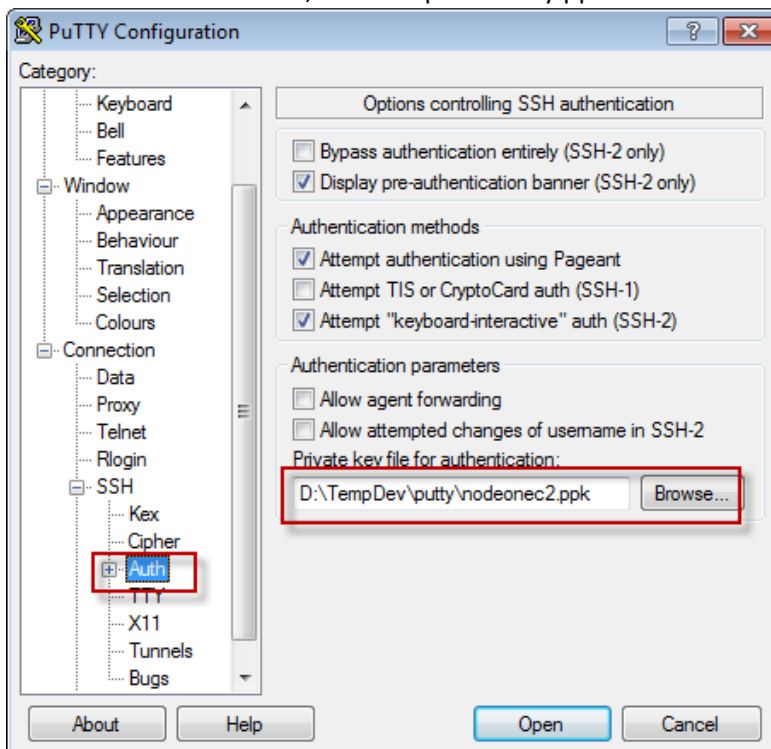 PuTTY Configuration
Category:
Keyboard
Bell
Features
Window
Appearance
Behaviour
Translation
Selection
Colours
Connection
Data
Proxy
Telnet
Rlogin
SSH
Kex
Cipher
Auth
TTY
X11
Tunnels
Bugs
Options controlling SSH authentication
Bypass authentication entirely (SSH-2 only)
Display pre-authentication banner (SSH-2 only)
Authentication methods
Attempt authentication using Pageant
Attempt TIS or CryptoCard auth (SSH-1)
Attempt "keyboard-interactive" auth (SSH-2)
Authentication parameters
Allow agent forwarding
Allow attempted changes of username in SSH-2
Private key file for authentication:
D:\TempDev\putty\nodeonec2.ppk
Browse...
About
Help
Open
Cancel